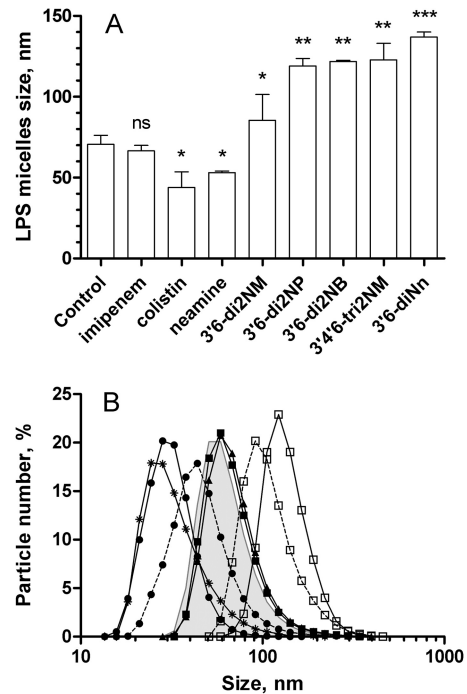 A
LPS micelles size, nm
150
100
50
0
ns
*
*
*
**
**
**
***
Control
imipenem
colistin
neamine
3'6-di2NM
3'6-di2NP
3'6-di2NB
3'4'6-tri2NM
3'6-diNn
B
Particle number, %
25
20
15
10
5
0
10
100
1000
Size, nm